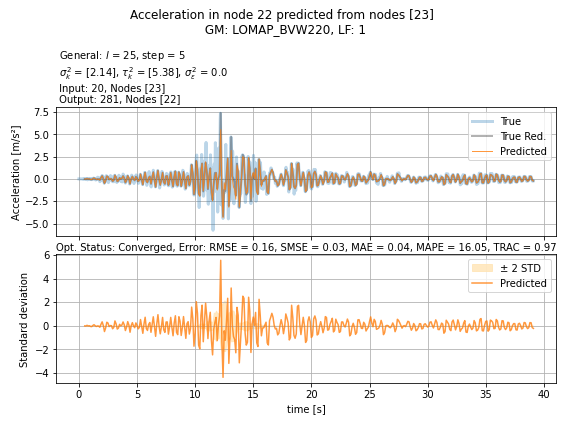 Acceleration in node 22 predicted from nodes [23]
GM: LOMAP_BVW220, LF: 1
General: l = 25, step = 5
σ²ₖ = [2.14], τ²ₖ = [5.38], σ²ε = 0.0
Input: 20, Nodes [23]
Output: 281, Nodes [22]
Acceleration [m/s²]
7.5
5.0
2.5
0.0
−2.5
−5.0
True
True Red.
Predicted
Opt. Status: Converged, Error: RMSE = 0.16, SMSE = 0.03, MAE = 0.04, MAPE = 16.05, TRAC = 0.97
Standard deviation
6
4
2
0
−2
−4
± 2 STD
Predicted
0 5 10 15 20 25 30 35 40
time [s]